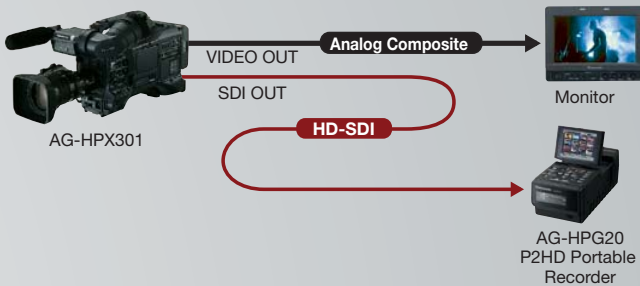 VIDEO OUT
Analog Composite
SDI OUT
Monitor
AG-HPX301
HD-SDI
AG-HPG20
P2HD Portable
Recorder